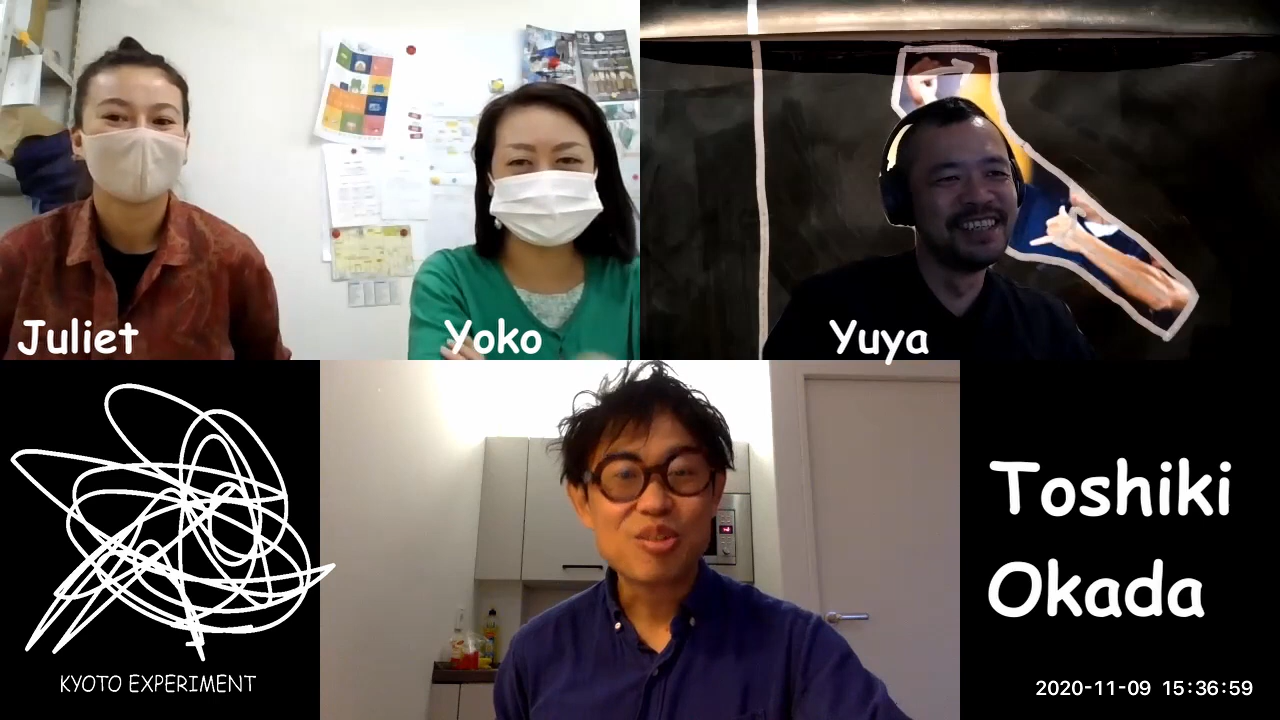 Juliet
Yoko
Yuya
KYOTO EXPERIMENT
Toshiki
Okada
2020-11-09 15:36:59